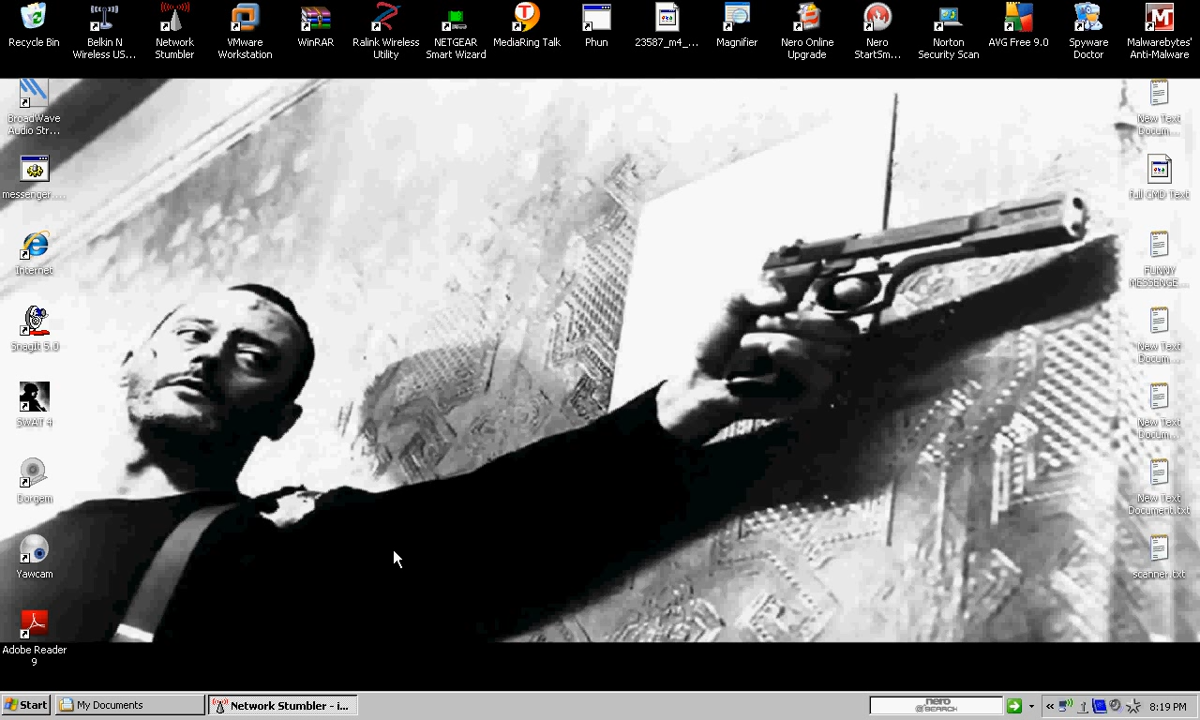 Recycle Bin
Belkin N
Wireless US...
Network
Stumbler
VMware
Workstation
WinRAR
Ralink Wireless
Utility
NETGEAR
Smart Wizard
MediaRing Talk
Phun
23587_m4_...
Magnifier
Nero Online
Upgrade
Nero
StartSm...
Norton
Security Scan
AVG Free 9.0
Spyware
Doctor
Malwarebytes'
Anti-Malware
BroadWave
Audio Str...
messenger....
Internet
SnagIt 5.0
SWAT 4
Dorgem
Yawcam
Adobe Reader
9
New Text
Docum...
Full CMD Text
FUNNY
MESSENGE...
New Text
Docum...
New Text
Docum...
New Text
Document.txt
scanner.txt
Start
My Documents
Network Stumbler - i...
nero
SEARCH
8:19 PM